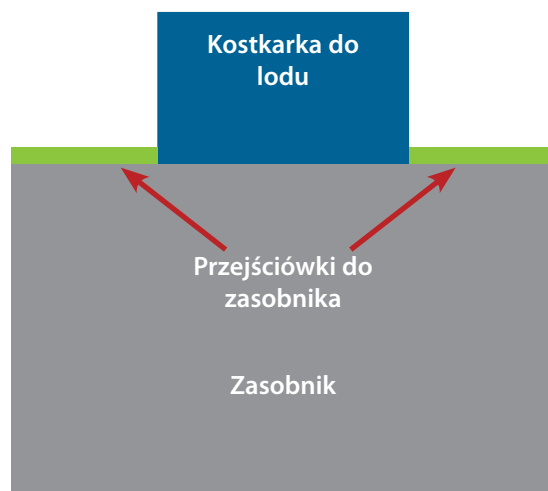 Kostkarka do
lodu
Przejściówki do
zasobnika
Zasobnik